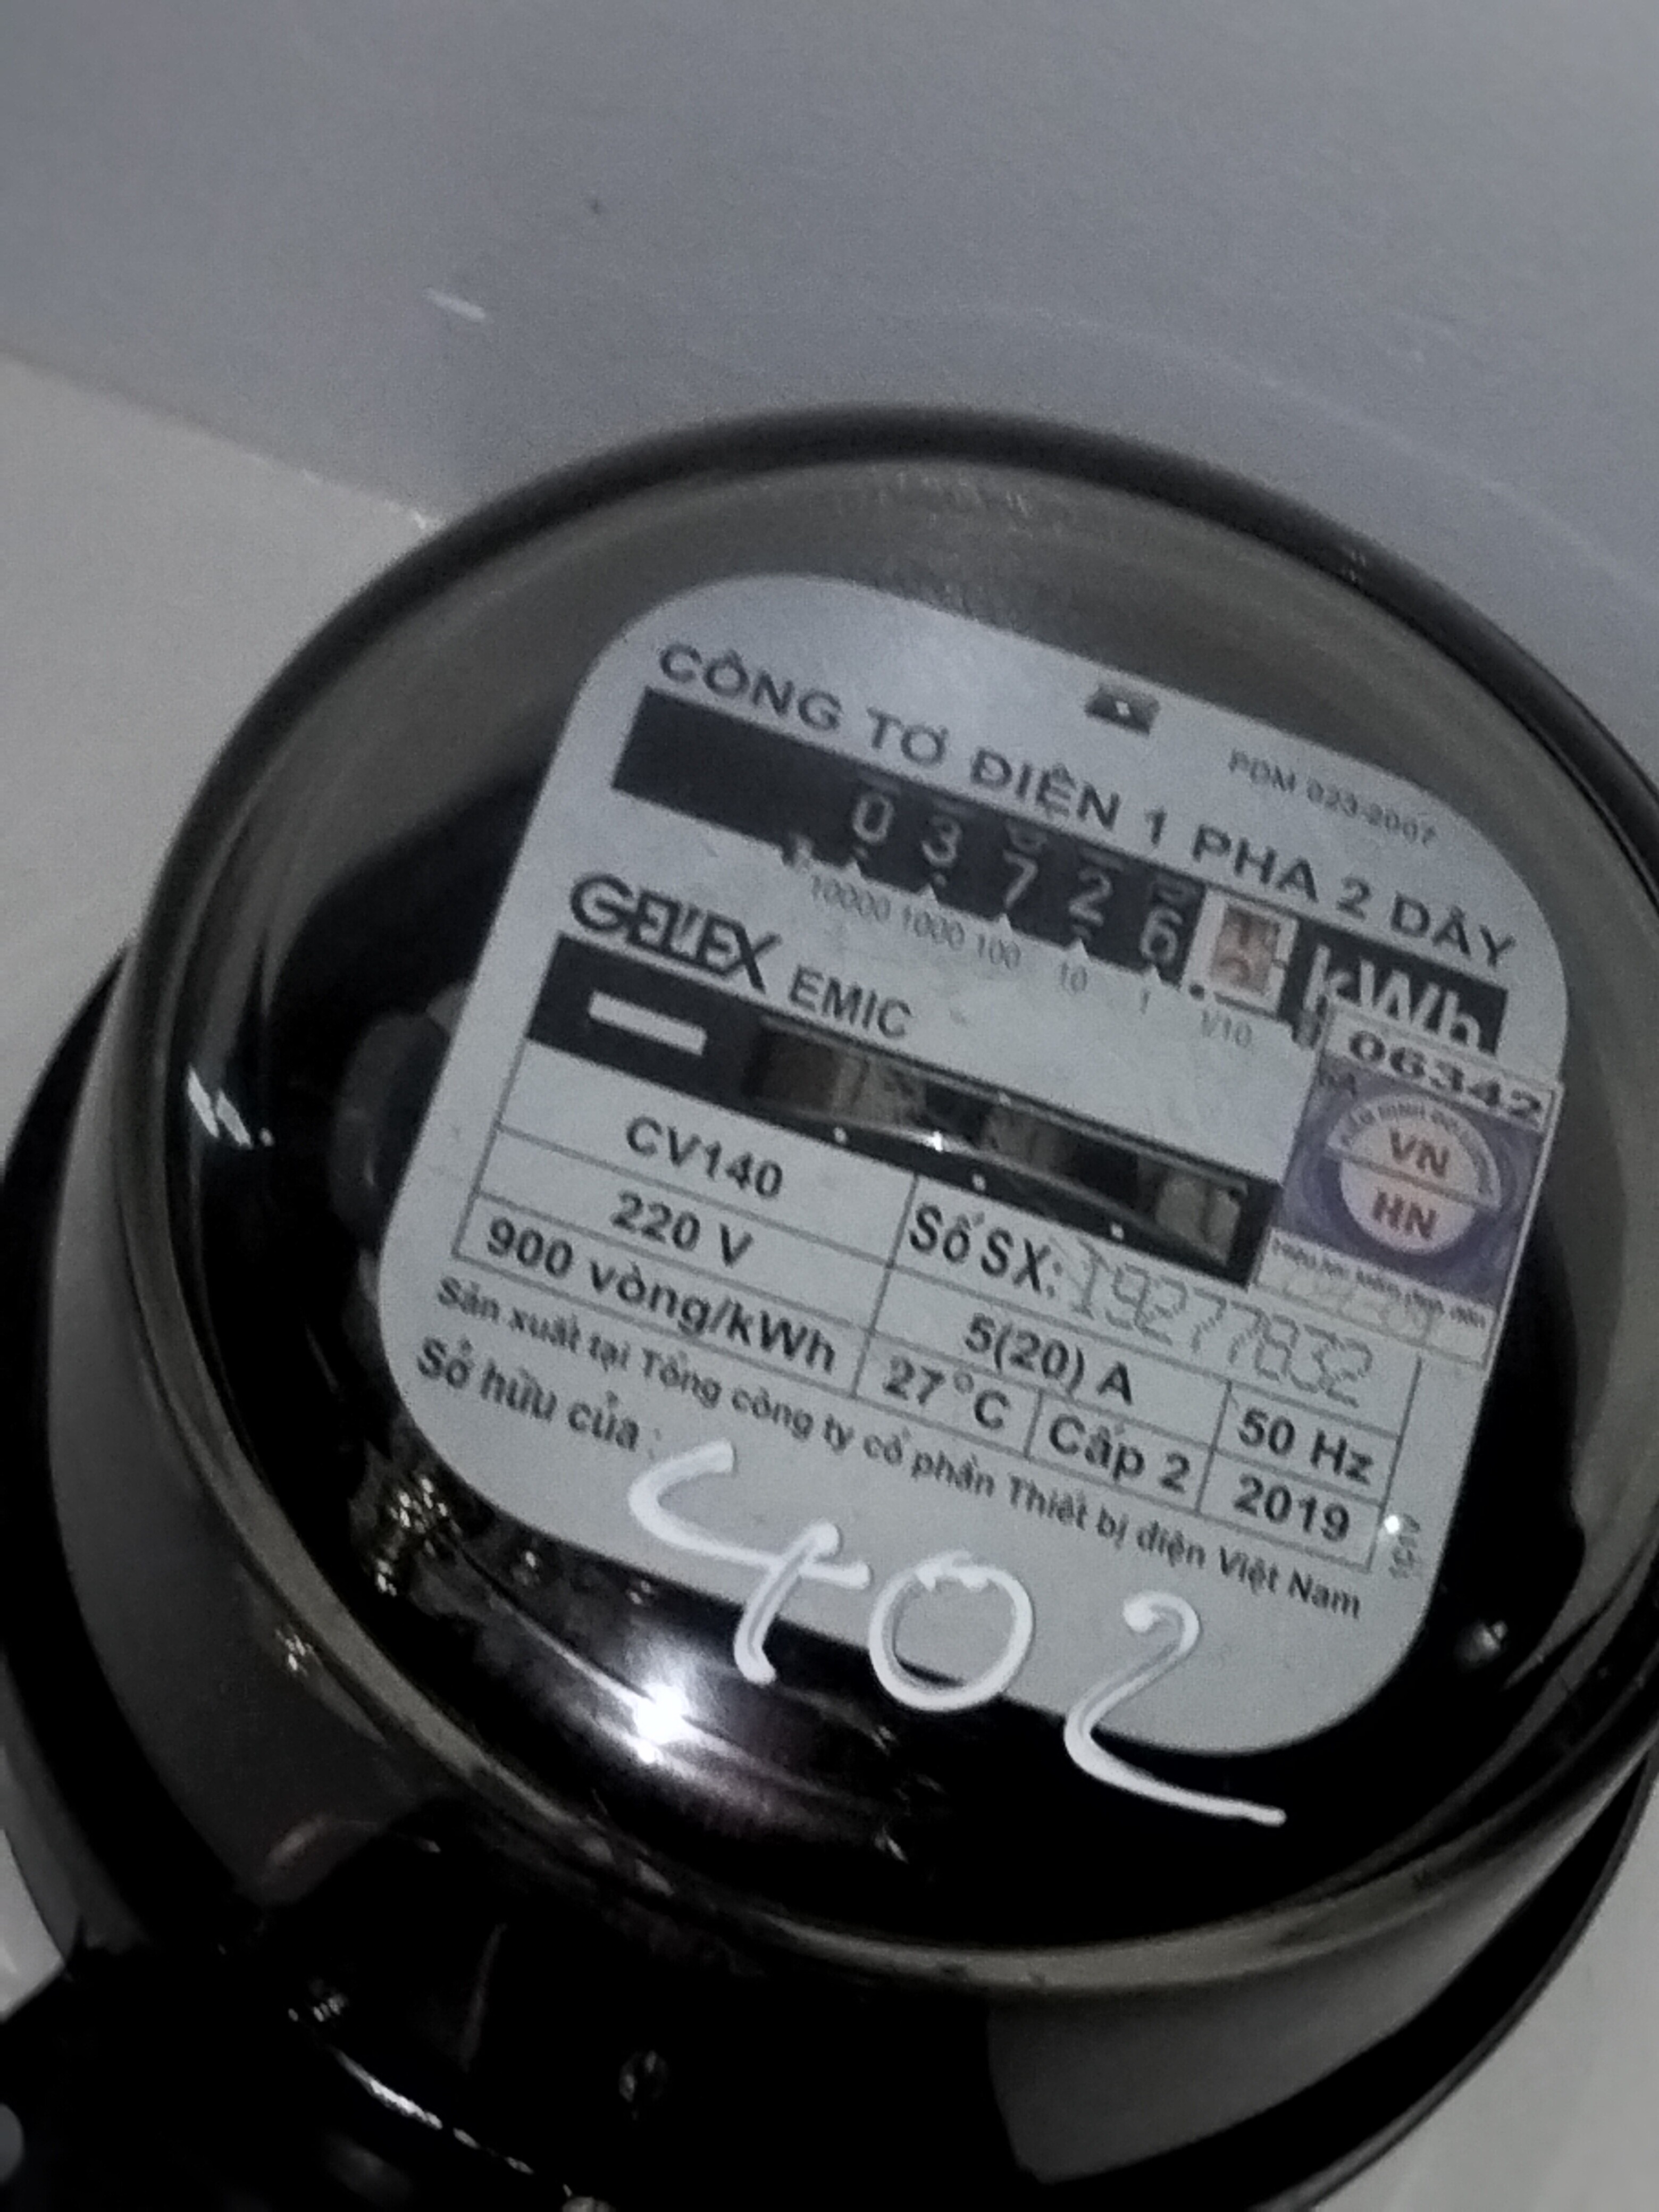 PDM 023-2007
CÔNG TƠ ĐIỆN 1 PHA 2 DÂY
0 3 7 2 6 kWh
10000 1000 100 10 1 1/10
GELEX EMIC
06342
VN
HN
CV140
Số SX: 19277832
220 V
5(20) A
50 Hz
900 vòng/kWh
27°C
Cấp 2
2019
Sản xuất tại Tổng công ty cổ phần Thiết bị điện Việt Nam
Sở hữu của :
402